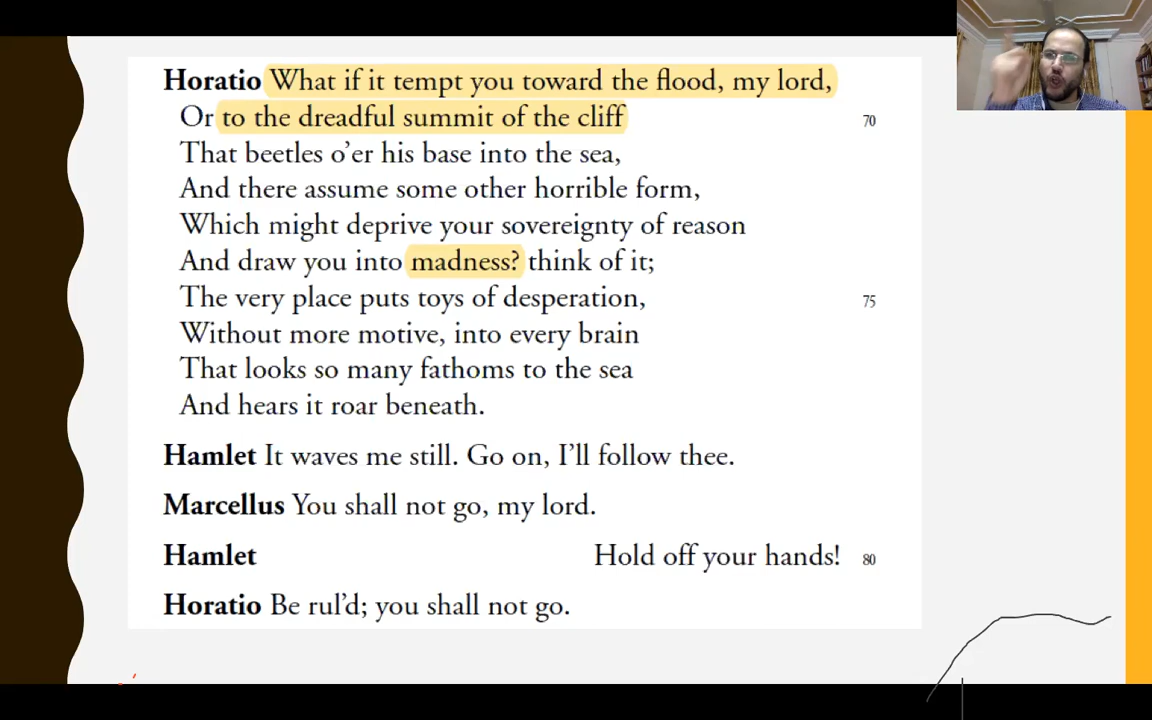 Horatio What if it tempt you toward the flood, my lord,
Or to the dreadful summit of the cliff 70
That beetles o’er his base into the sea,
And there assume some other horrible form,
Which might deprive your sovereignty of reason
And draw you into madness? think of it;
The very place puts toys of desperation, 75
Without more motive, into every brain
That looks so many fathoms to the sea
And hears it roar beneath.
Hamlet It waves me still. Go on, I’ll follow thee.
Marcellus You shall not go, my lord.
Hamlet Hold off your hands! 80
Horatio Be rul’d; you shall not go.